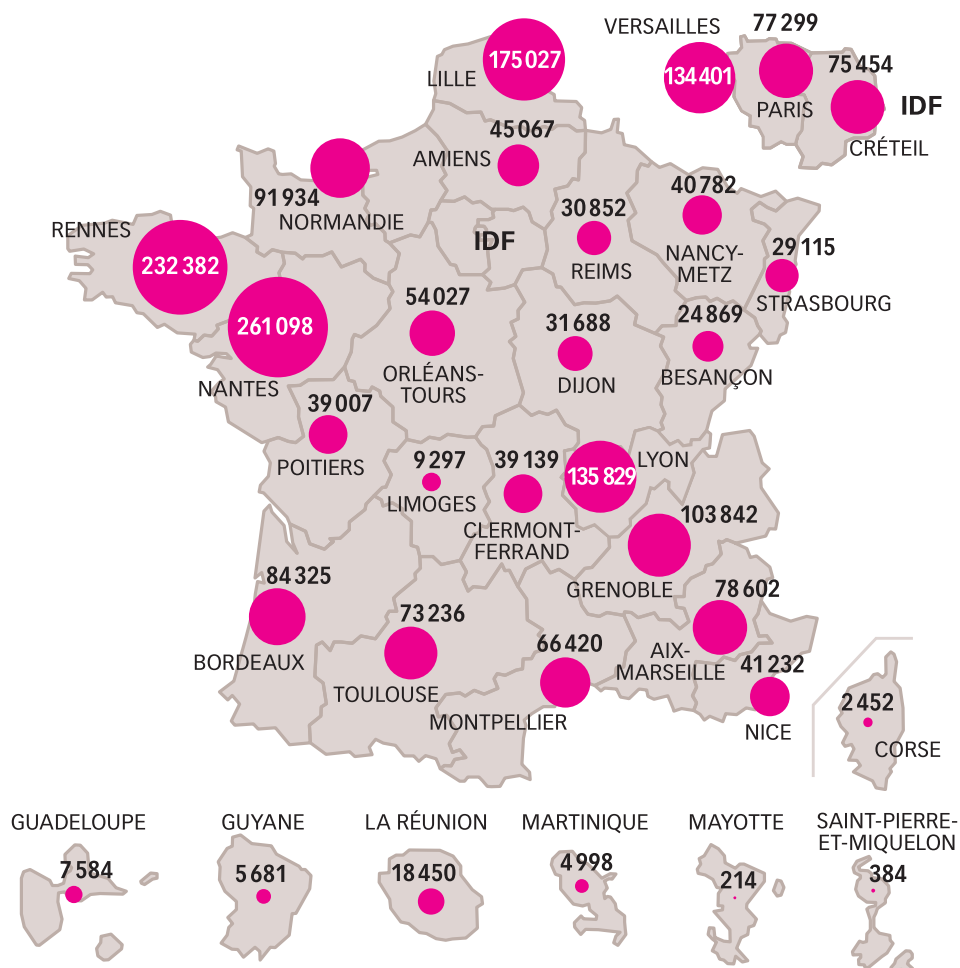 VERSAILLES
77 299
175 027
LILLE
134 401
75 454
IDF
PARIS
CRÉTEIL
45 067
AMIENS
91 934
NORMANDIE
40 782
30 852
NANCY-
METZ
REIMS
IDF
RENNES
232 382
29 115
STRASBOURG
261 098
NANTES
54 027
ORLÉANS-
TOURS
31 688
DIJON
24 869
BESANÇON
39 007
POITIERS
9 297
LIMOGES
39 139
CLERMONT-
FERRAND
LYON
135 829
103 842
GRENOBLE
84 325
BORDEAUX
73 236
TOULOUSE
66 420
MONTPELLIER
78 602
AIX-
MARSEILLE
41 232
NICE
2 452
CORSE
GUADELOUPE
7 584
GUYANE
5 681
LA RÉUNION
18 450
MARTINIQUE
4 998
MAYOTTE
214
SAINT-PIERRE-
ET-MIQUELON
384